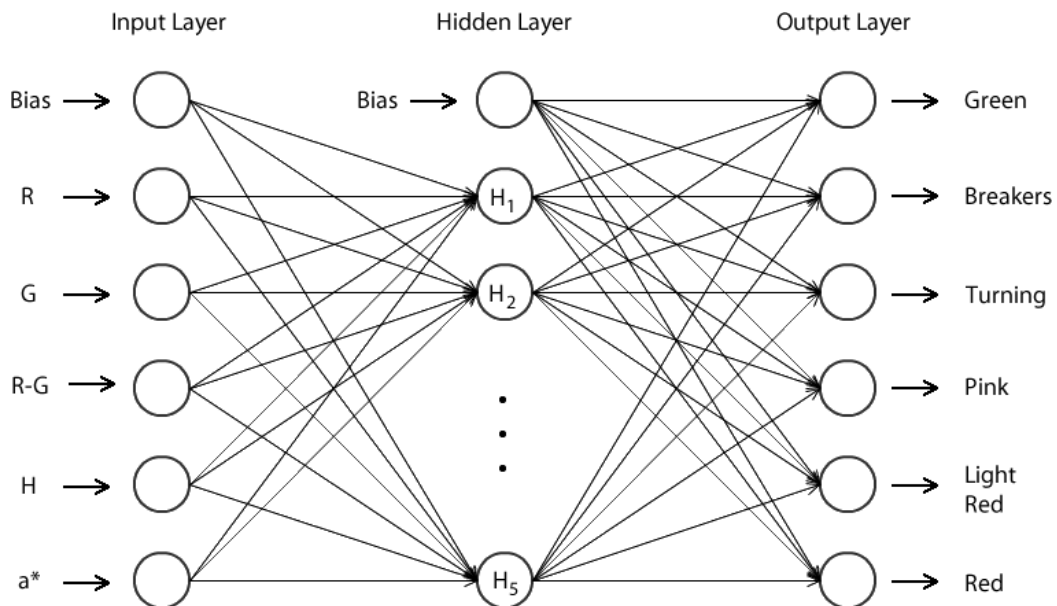 Input Layer Hidden Layer Output Layer
Bias Bias Green
R H₁ Breakers
G H₂ Turning
R-G Pink
H Light
Red
a* H₅ Red